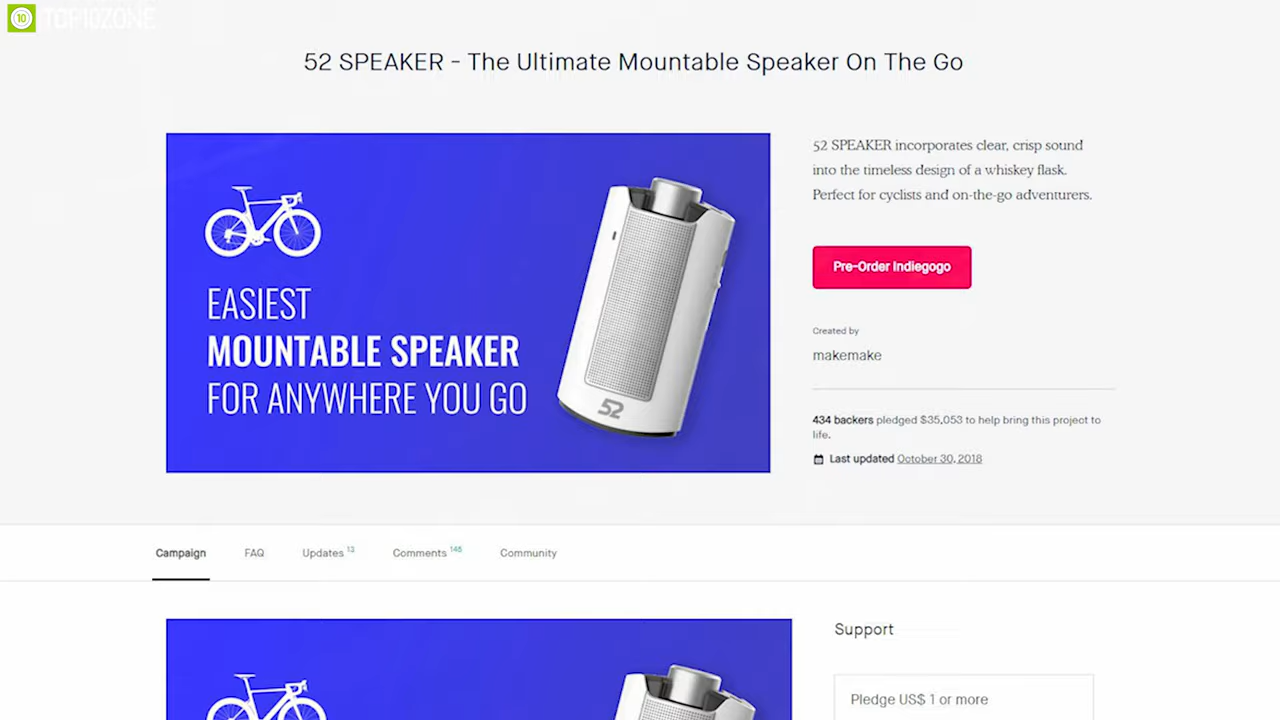 10 TOP10ZONE
52 SPEAKER - The Ultimate Mountable Speaker On The Go
EASIEST
MOUNTABLE SPEAKER
FOR ANYWHERE YOU GO
52
52 SPEAKER incorporates clear, crisp sound
into the timeless design of a whiskey flask.
Perfect for cyclists and on-the-go adventurers.
Pre-Order Indiegogo
Created by
makemake
434 backers pledged $35,053 to help bring this project to
life.
Last updated October 30, 2018
Campaign FAQ Updates 13 Comments 146 Community
Support
Pledge US$ 1 or more